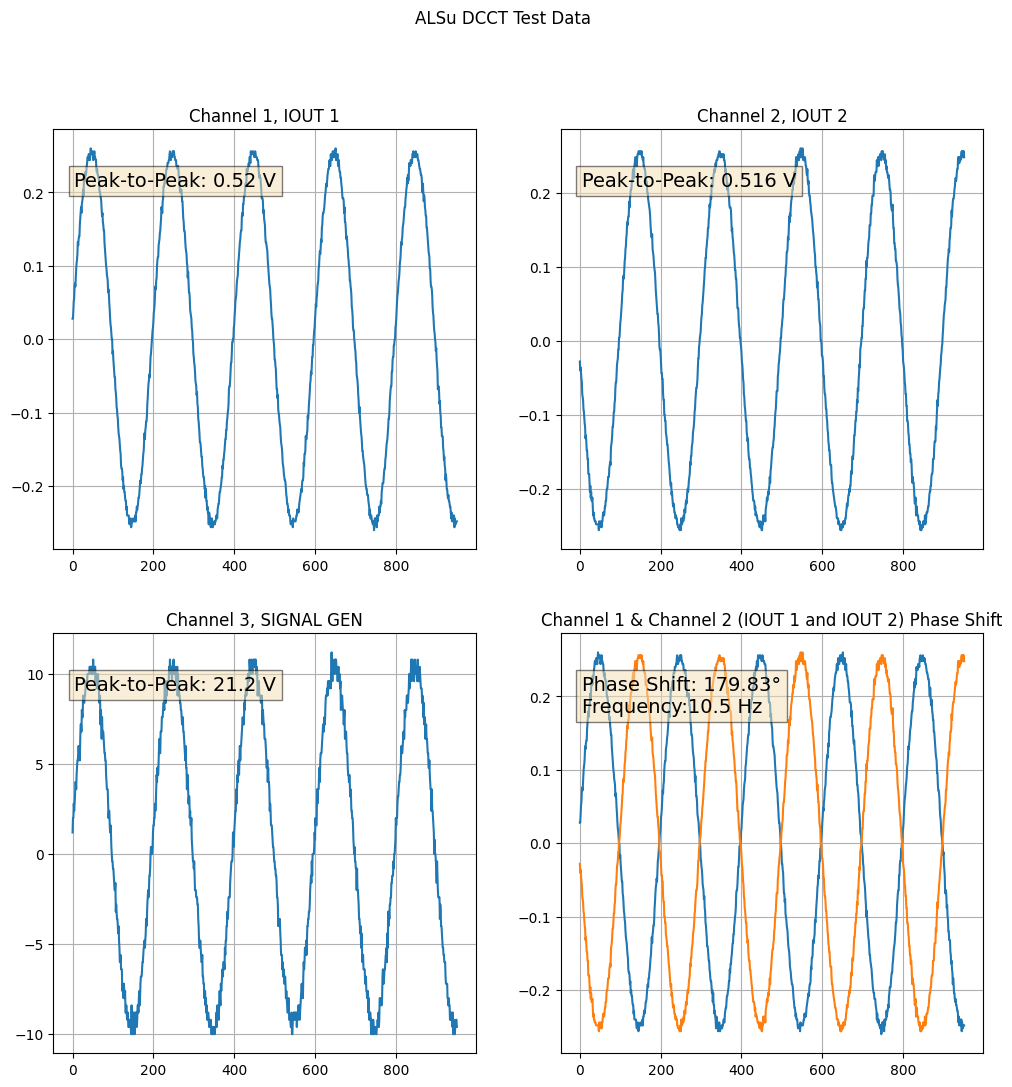 ALSu DCCT Test Data
Channel 1, IOUT 1
Peak-to-Peak: 0.52 V
0.2
0.1
0.0
−0.1
−0.2
0 200 400 600 800
Channel 2, IOUT 2
Peak-to-Peak: 0.516 V
0.2
0.1
0.0
−0.1
−0.2
0 200 400 600 800
Channel 3, SIGNAL GEN
Peak-to-Peak: 21.2 V
10
5
0
−5
−10
0 200 400 600 800
Channel 1 & Channel 2 (IOUT 1 and IOUT 2) Phase Shift
Phase Shift: 179.83°
Frequency:10.5 Hz
0.2
0.1
0.0
−0.1
−0.2
0 200 400 600 800